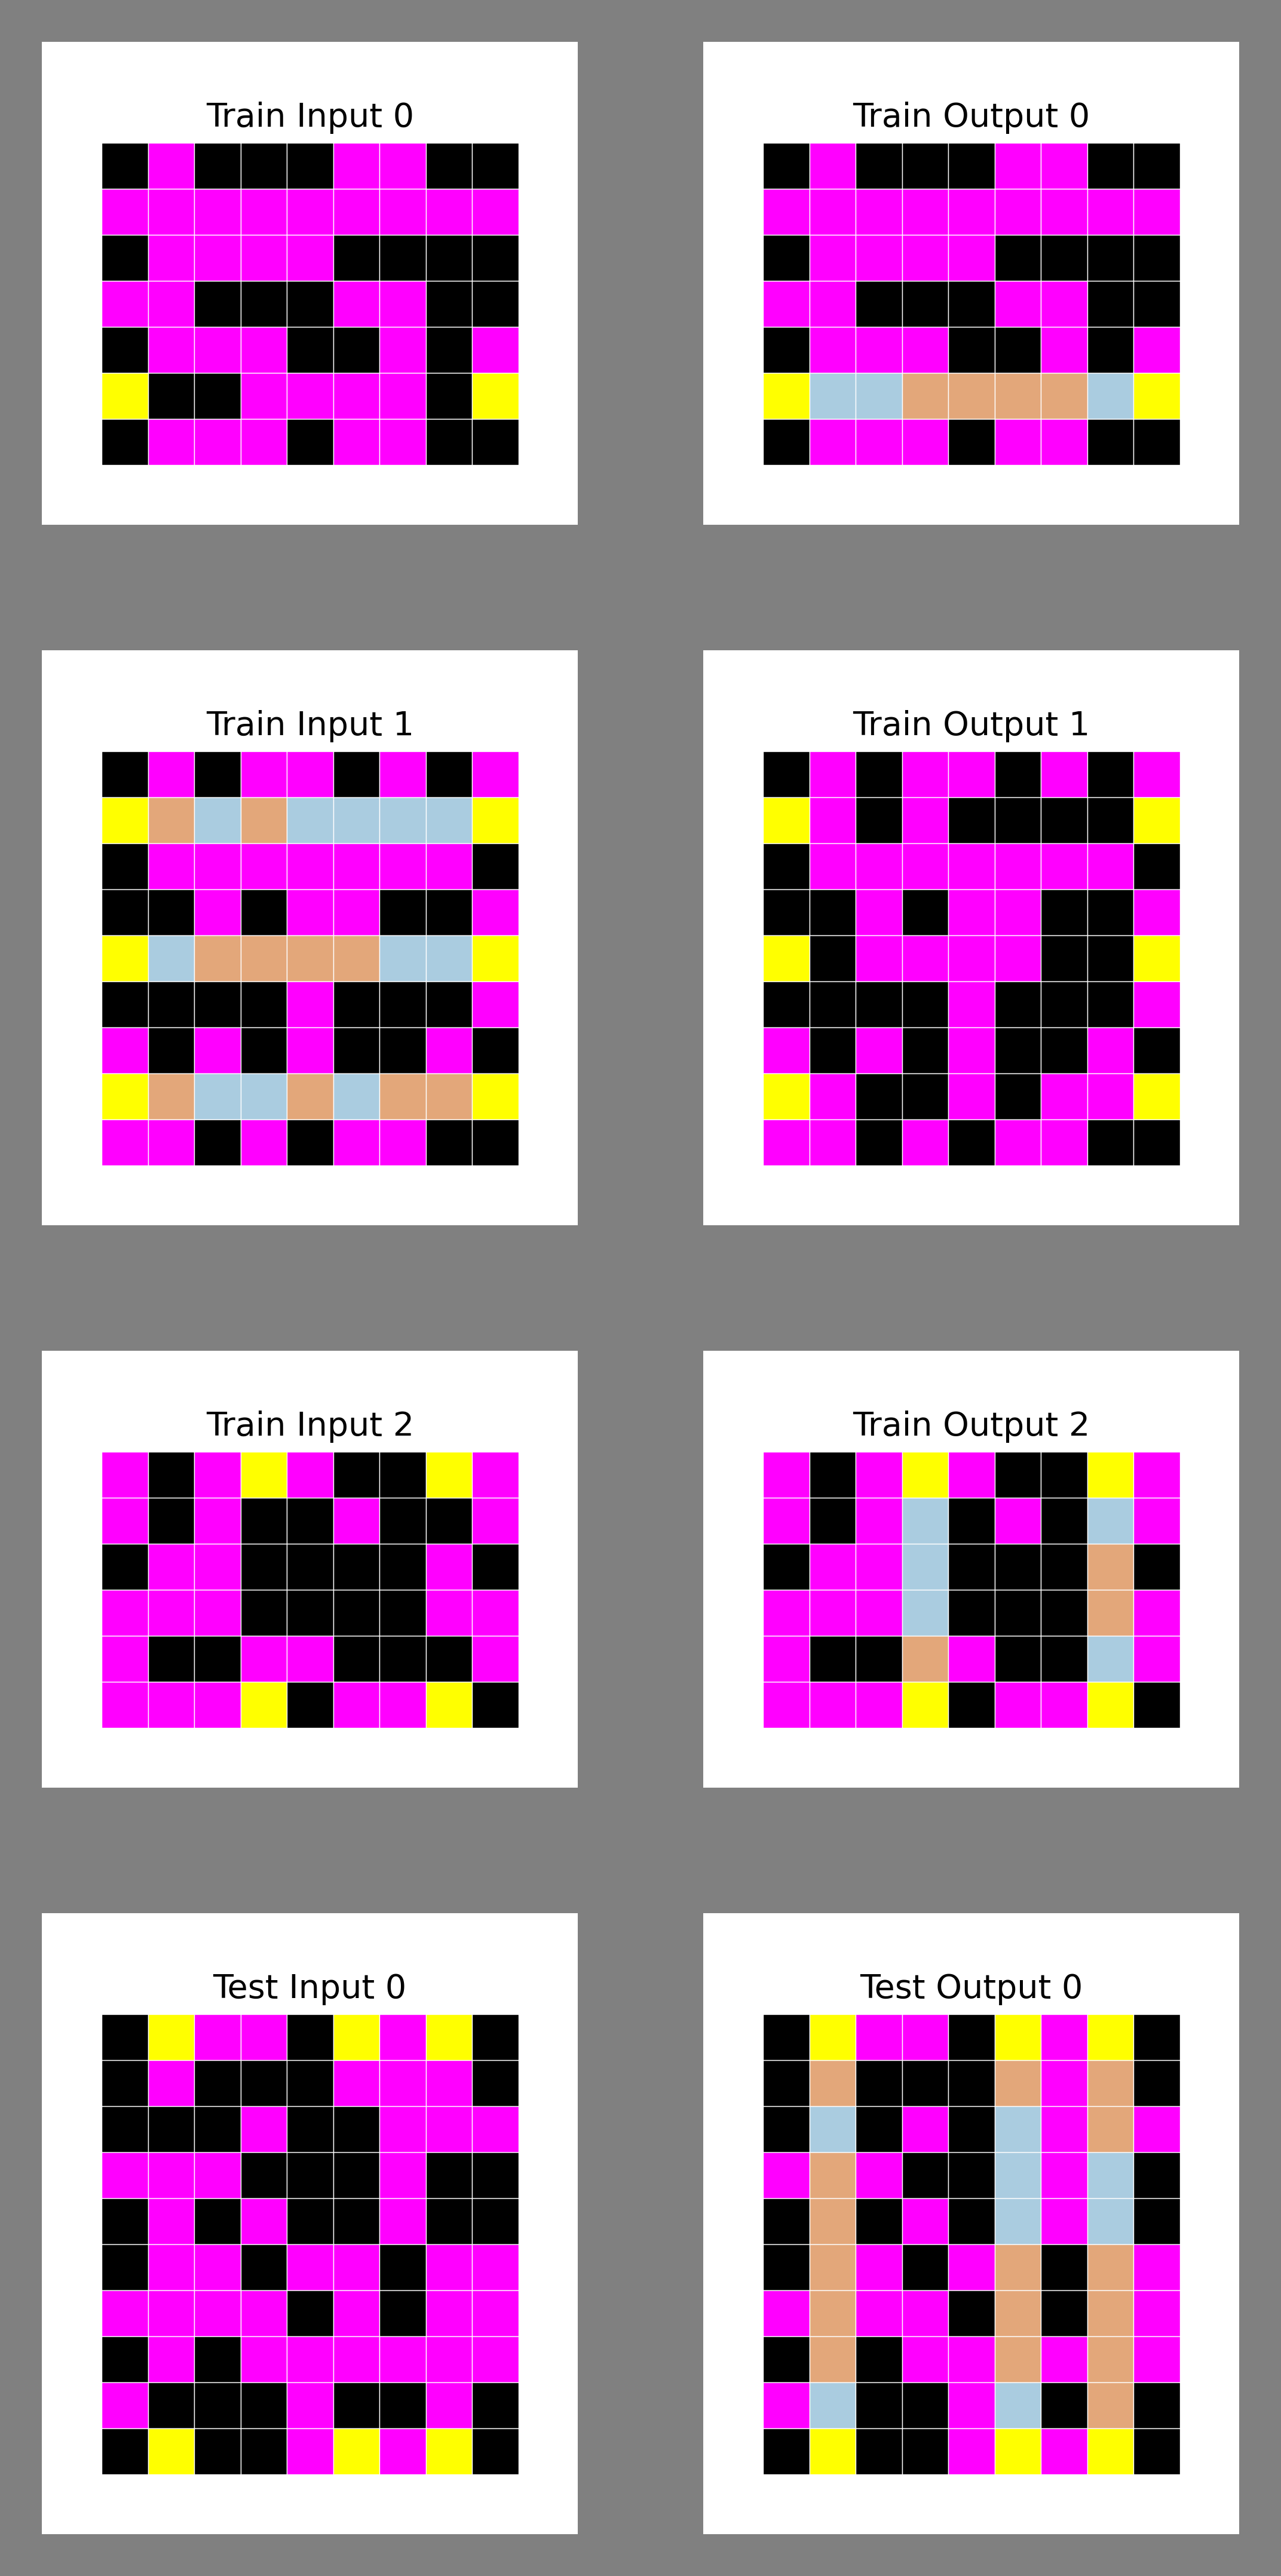 Train Input 0
Train Output 0
Train Input 1
Train Output 1
Train Input 2
Train Output 2
Test Input 0
Test Output 0